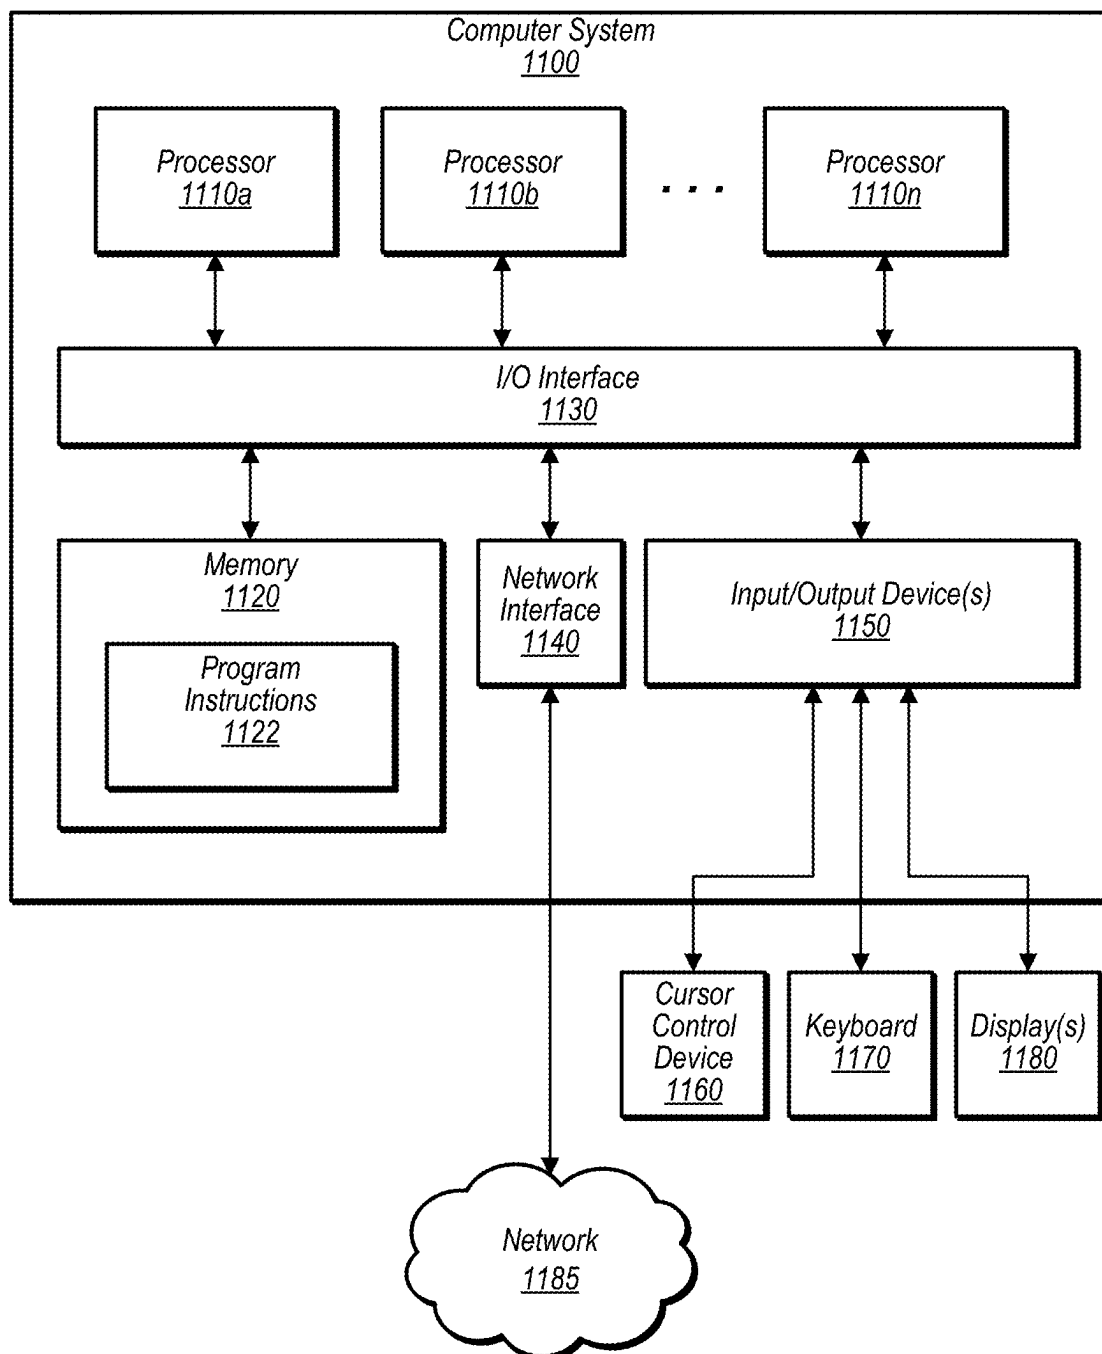 Computer System
1100
Processor
1110a
Processor
1110b
. . .
Processor
1110n
I/O Interface
1130
Memory
1120
Program
Instructions
1122
Network
Interface
1140
Input/Output Device(s)
1150
Cursor
Control
Device
1160
Keyboard
1170
Display(s)
1180
Network
1185